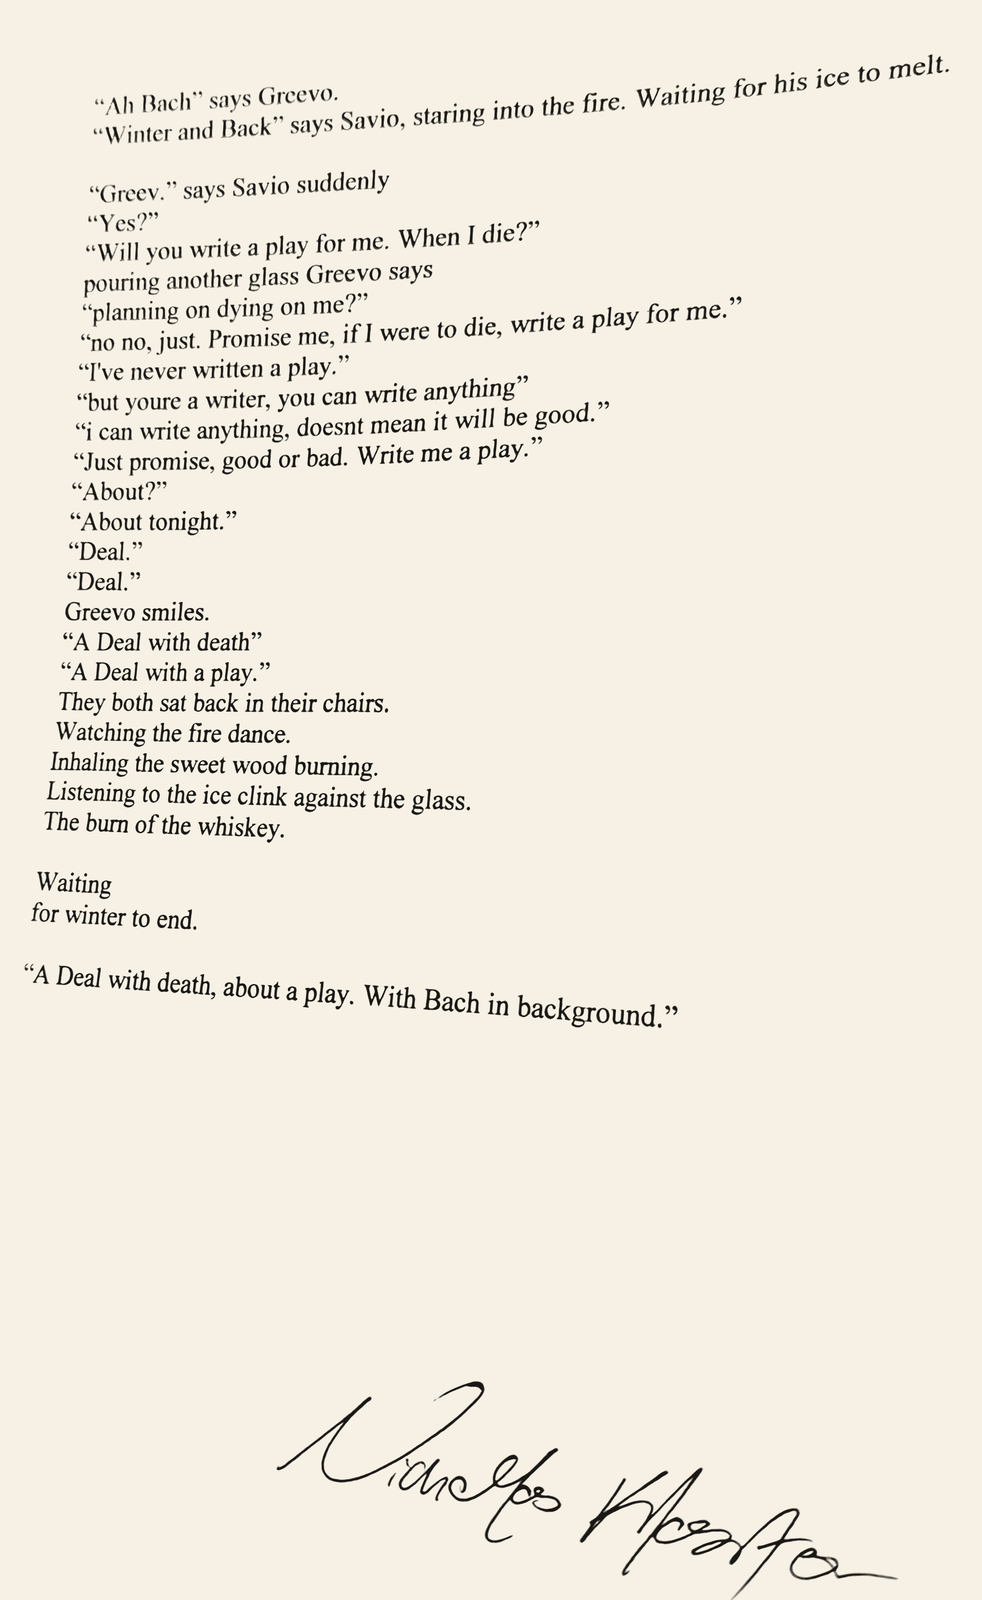 “Ah Bach” says Greevo.
“Winter and Back” says Savio, staring into the fire. Waiting for his ice to melt.
“Greev.” says Savio suddenly
“Yes?”
“Will you write a play for me. When I die?”
pouring another glass Greevo says
“planning on dying on me?”
“no no, just. Promise me, if I were to die, write a play for me.”
“I've never written a play.”
“but youre a writer, you can write anything”
“i can write anything, doesnt mean it will be good.”
“Just promise, good or bad. Write me a play.”
“About?”
“About tonight.”
“Deal.”
“Deal.”
Greevo smiles.
“A Deal with death”
“A Deal with a play.”
They both sat back in their chairs.
Watching the fire dance.
Inhaling the sweet wood burning.
Listening to the ice clink against the glass.
The burn of the whiskey.
Waiting
for winter to end.
“A Deal with death, about a play. With Bach in background.”